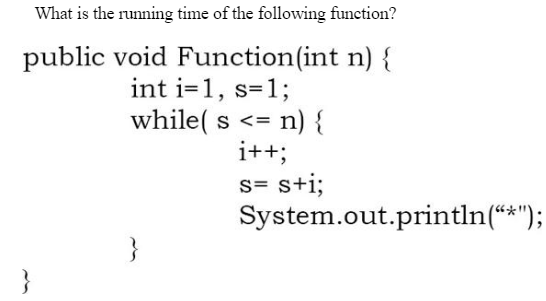 What is the running time of the following function?
public void Function(int n) {
int i=1, s=1;
while( s <= n) {
i++;
s= s+i;
System.out.println(“*");
}
}